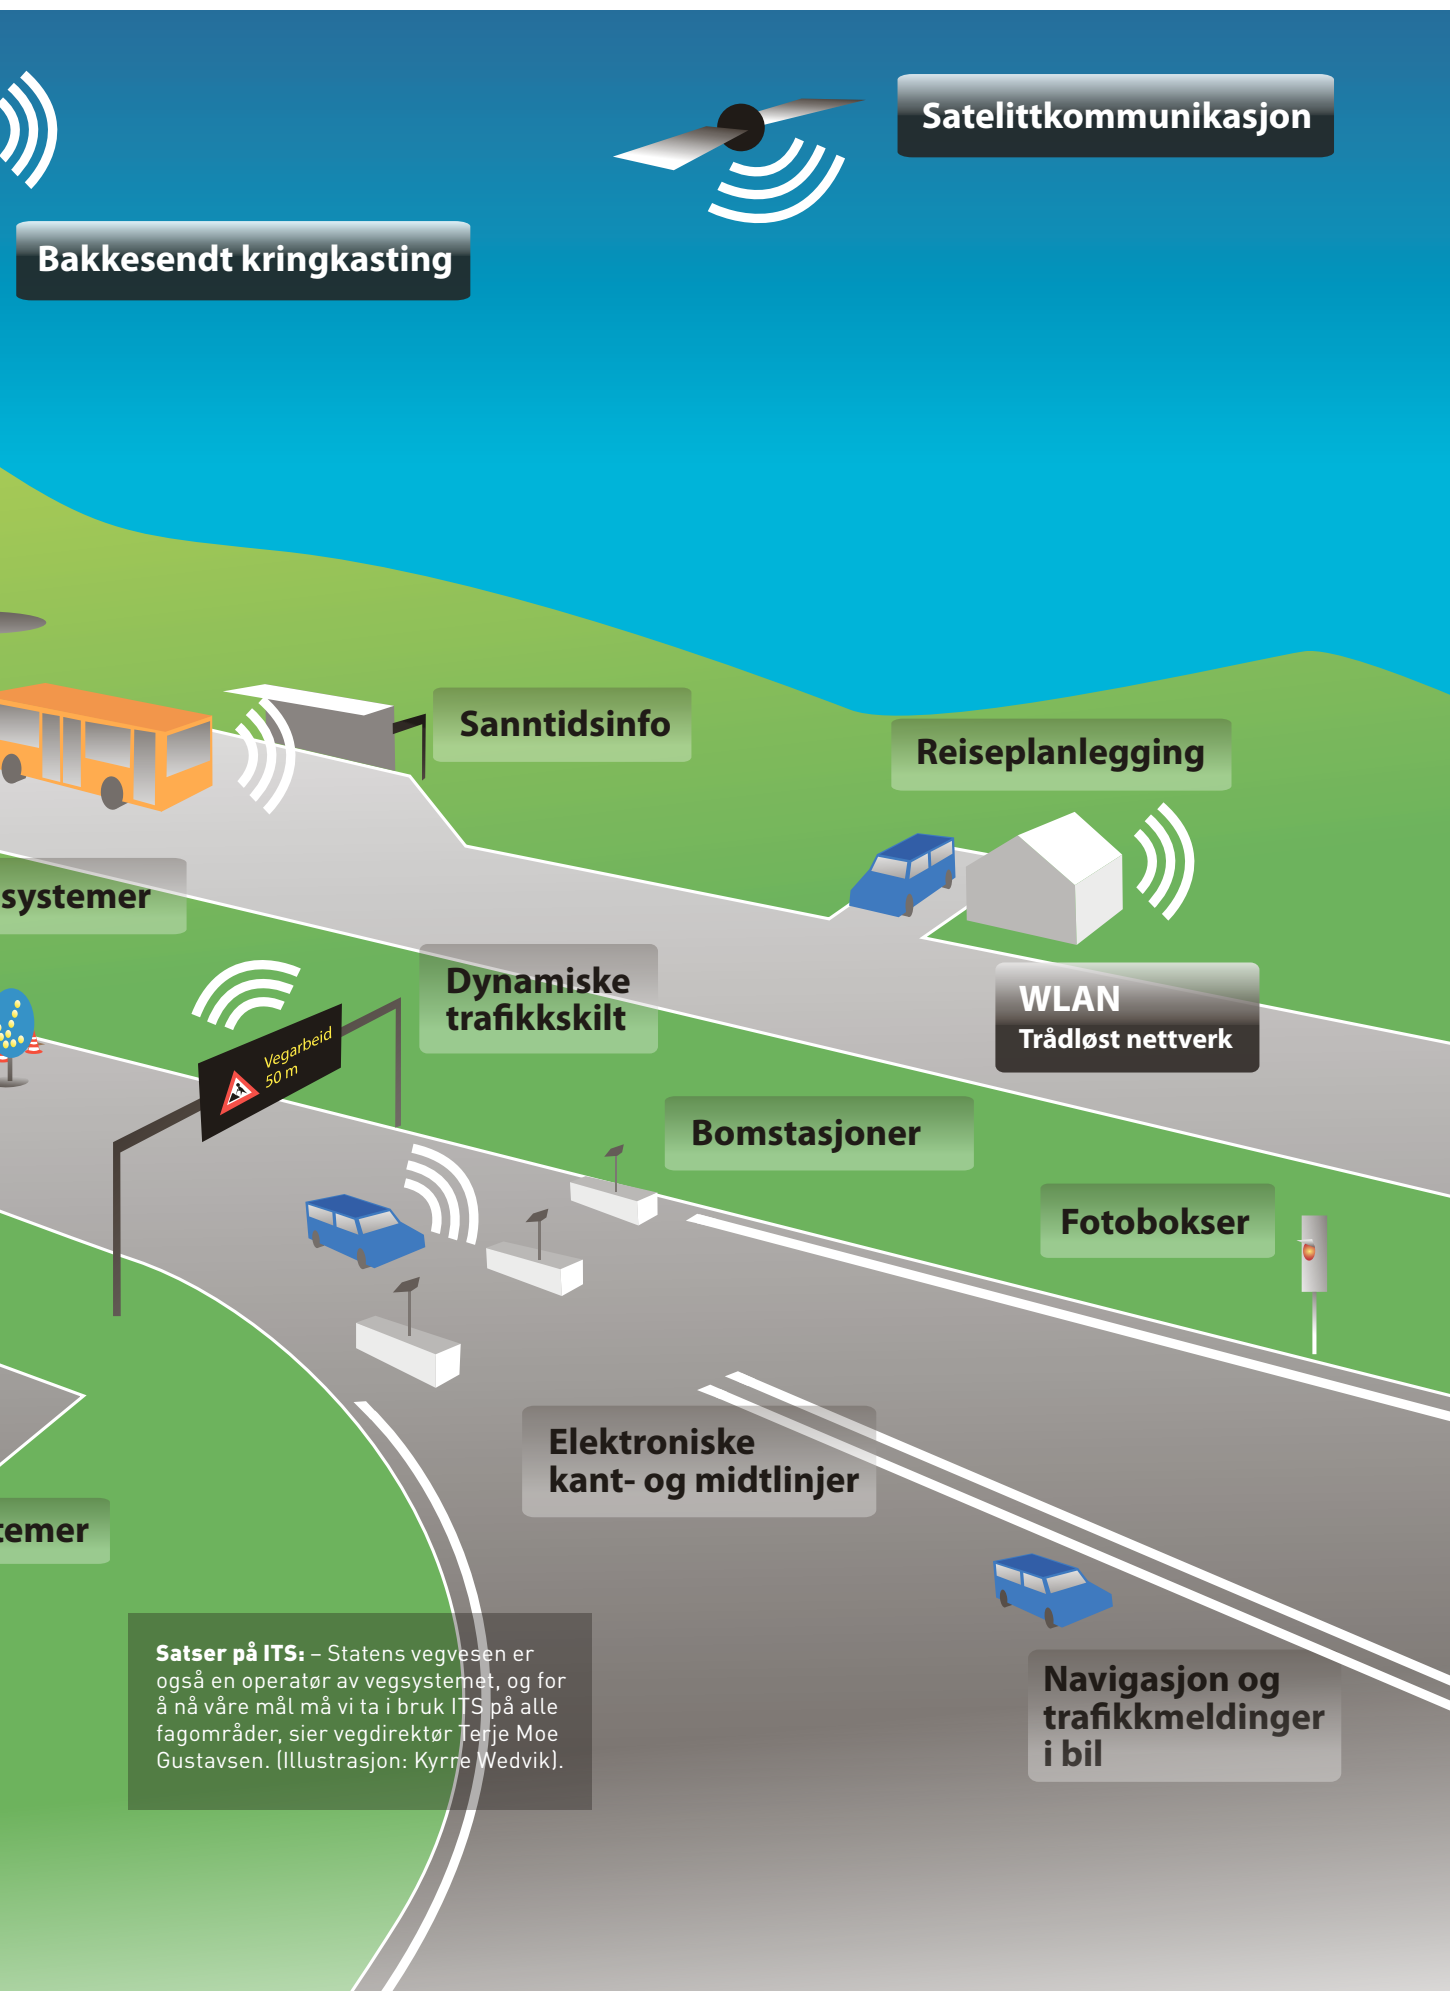 Satelittkommunikasjon
Bakkesendt kringkasting
Sanntidsinfo
Reiseplanlegging
systemer
Dynamiske
trafikkskilt
WLAN
Trådløst nettverk
Vegarbeid
50 m
Bomstasjoner
Fotobokser
Elektroniske
kant- og midtlinjer
temer
Satser på ITS: – Statens vegvesen er
også en operatør av vegsystemet, og for
å nå våre mål må vi ta i bruk ITS på alle
fagområder, sier vegdirektør Terje Moe
Gustavsen. (Illustrasjon: Kyrre Wedvik).
Navigasjon og
trafikkmeldinger
i bil